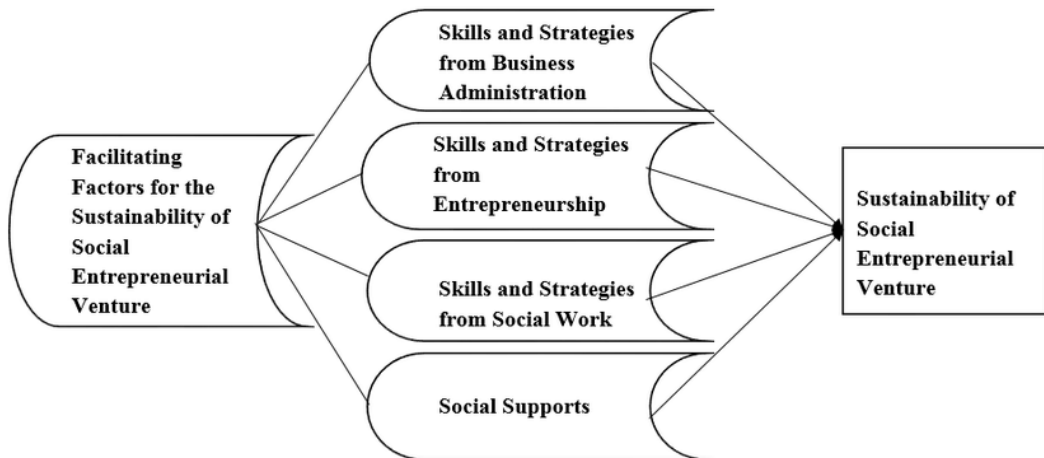 Facilitating
Factors for the
Sustainability of
Social
Entrepreneurial
Venture
Skills and Strategies
from Business
Administration
Skills and Strategies
from
Entrepreneurship
Skills and Strategies
from Social Work
Social Supports
Sustainability of
Social
Entrepreneurial
Venture